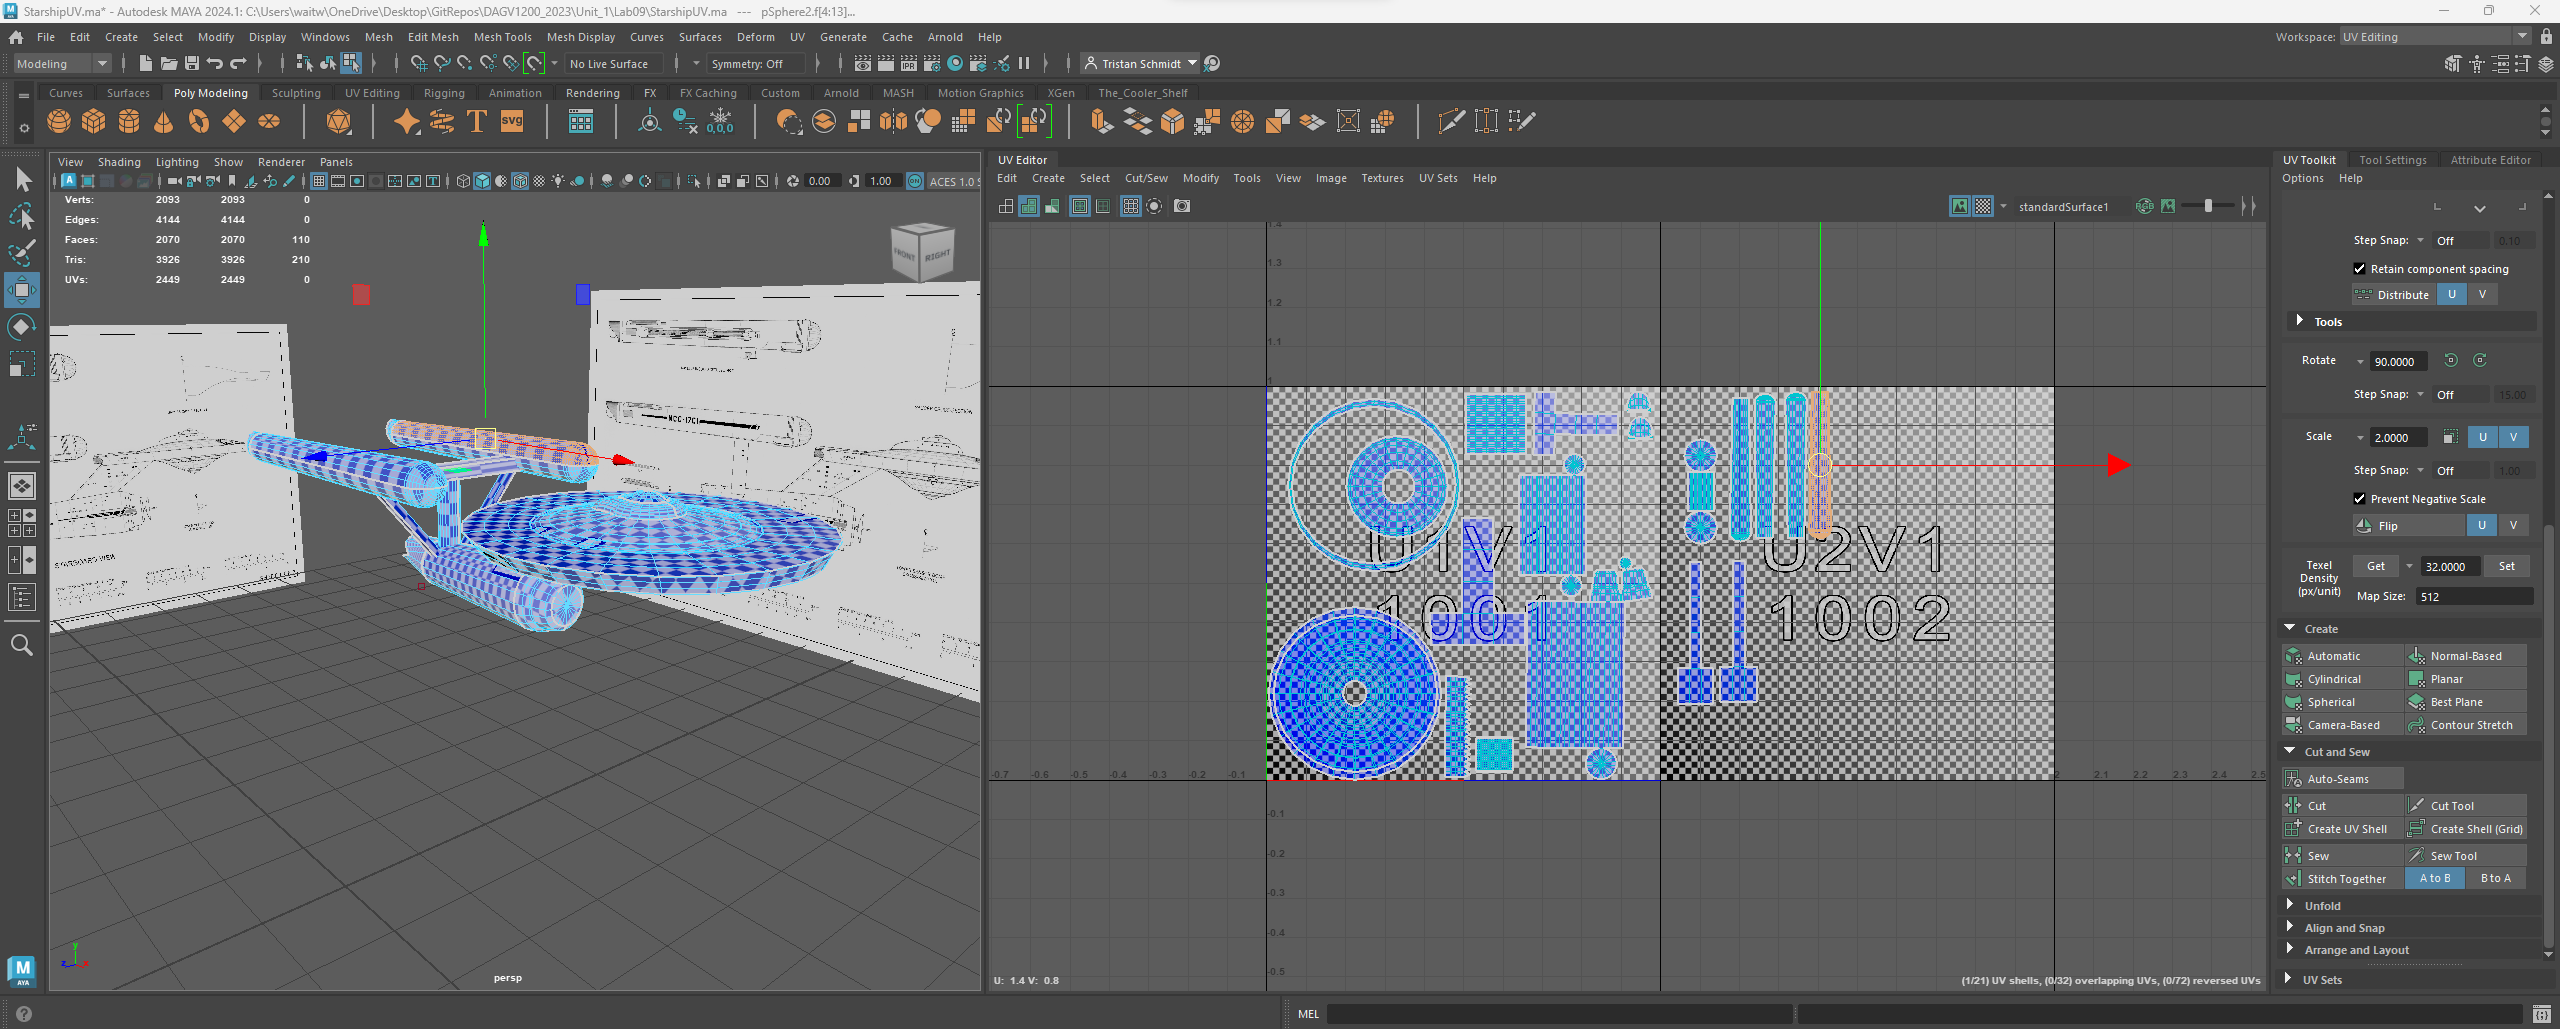 StarshipUV.ma* - Autodesk MAYA 2024.1: C:\Users\waitw\OneDrive\Desktop\GitRepos\DAGV1200_2023\Unit_1\Lab09\StarshipUV.ma --- pSphere2.f[4:13]...
File Edit Create Select Modify Display Windows Mesh Edit Mesh Mesh Tools Mesh Display Curves Surfaces Deform UV Generate Cache Arnold Help
Workspace: UV Editing
Modeling No Live Surface Symmetry: Off Tristan Schmidt
Curves Surfaces Poly Modeling Sculpting UV Editing Rigging Animation Rendering FX FX Caching Custom Arnold MASH Motion Graphics XGen The_Cooler_Shelf
View Shading Lighting Show Renderer Panels
0.00 1.00 ACES 1.0 S
Verts: 2093 2093 0
Edges: 4144 4144 0
Faces: 2070 2070 110
Tris: 3926 3926 210
UVs: 2449 2449 0
FRONT RIGHT
persp
UV Editor
Edit Create Select Cut/Sew Modify Tools View Image Textures UV Sets Help
standardSurface1
1.4
1.3
1.2
1.1
1
U1V1
1001
U2V1
1002
-0.7 -0.6 -0.5 -0.4 -0.3 -0.2 -0.1
2 2.1 2.2 2.3 2.4 2.5
-0.1
-0.2
-0.3
-0.4
-0.5
U: 1.4 V: 0.8
(1/21) UV shells, (0/32) overlapping UVs, (0/72) reversed UVs
UV Toolkit Tool Settings Attribute Editor
Options Help
Step Snap: Off 0.10
Retain component spacing
Distribute U V
Tools
Rotate 90.0000
Step Snap: Off 15.00
Scale 2.0000 U V
Step Snap: Off 1.00
Prevent Negative Scale
Flip U V
Texel Density (px/unit) Get 32.0000 Set
Map Size: 512
Create
Automatic Normal-Based
Cylindrical Planar
Spherical Best Plane
Camera-Based Contour Stretch
Cut and Sew
Auto-Seams
Cut Cut Tool
Create UV Shell Create Shell (Grid)
Sew Sew Tool
Stitch Together A to B B to A
Unfold
Align and Snap
Arrange and Layout
UV Sets
MEL